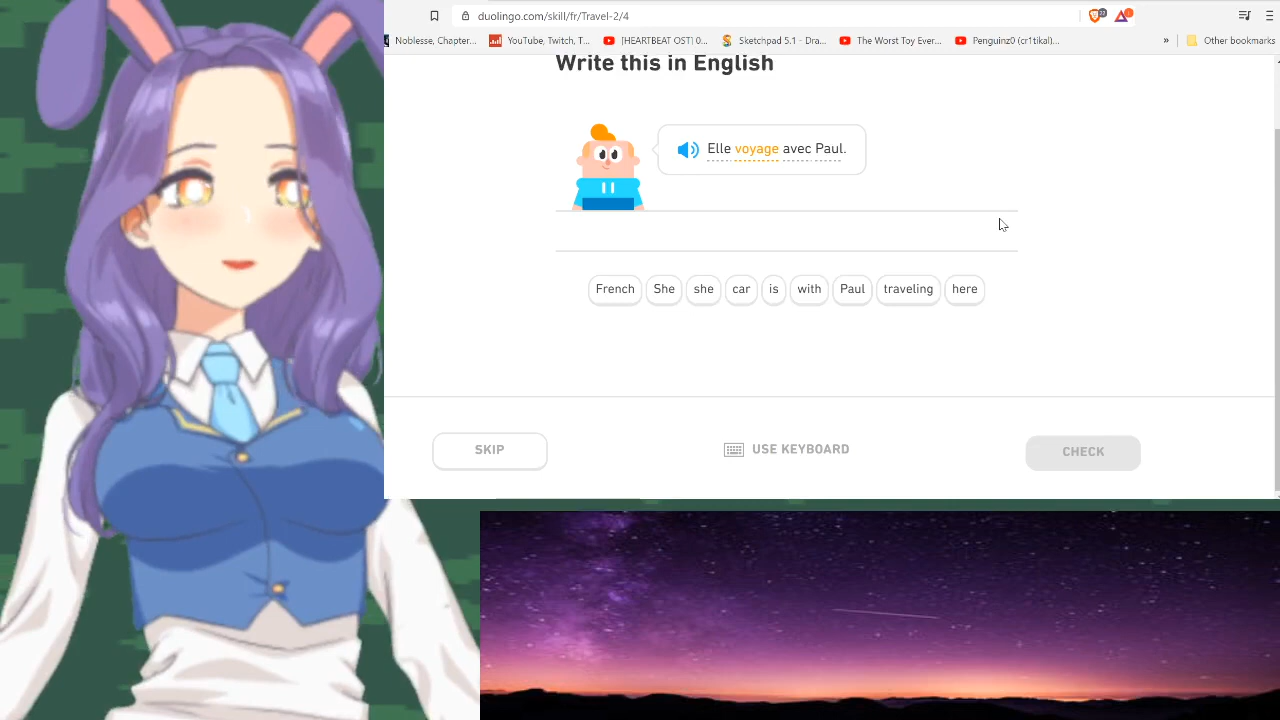 duolingo.com/skill/fr/Travel-2/4
Noblesse, Chapter... YouTube, Twitch, T... [HEARTBEAT OST] 0... Sketchpad 5.1 - D... The Worst Toy Ever... Penguinz0 (cr1tikal)... » Other bookmarks
Write this in English
Elle voyage avec Paul.
French She she car is with Paul traveling here
SKIP USE KEYBOARD CHECK